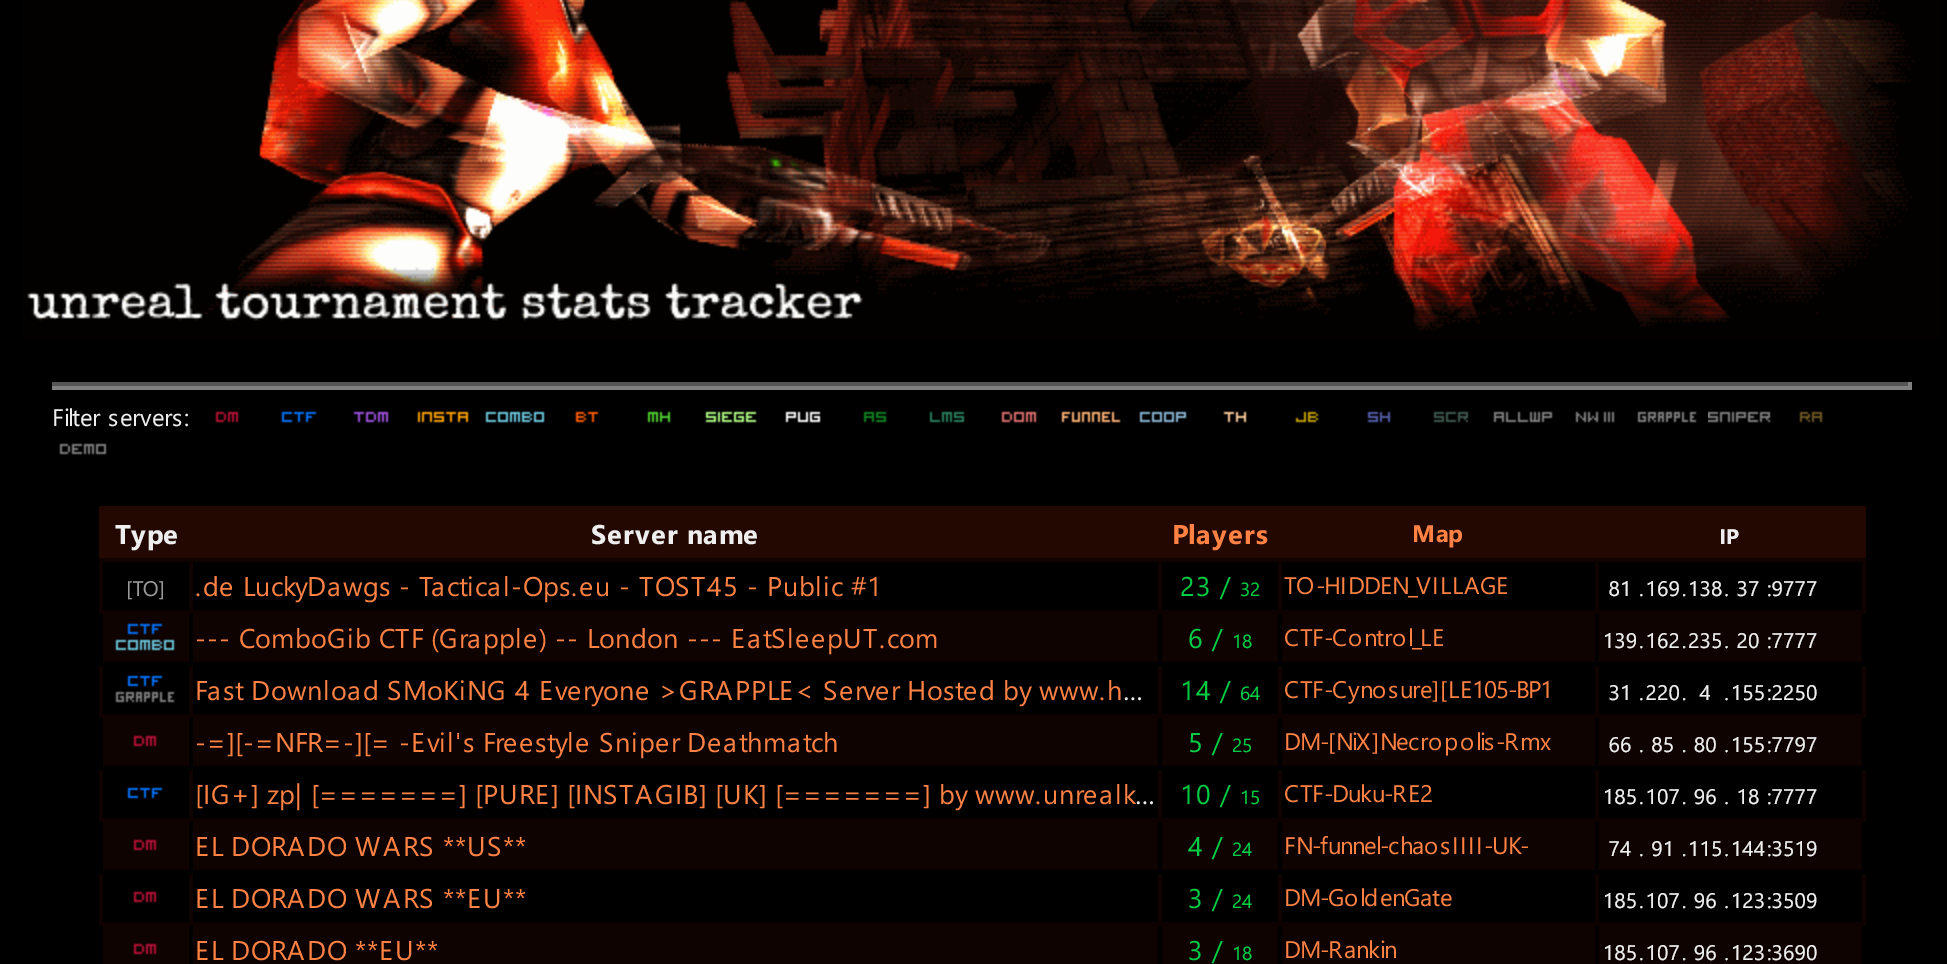 unreal tournament stats tracker
Filter servers: DM CTF TDM INSTA COMBO BT MH SIEGE PUG AS LMS DOM FUNNEL COOP TH JB SH SCR ALLWP NW III GRAPPLE SNIPER RA
DEMO
Type Server name Players Map IP
[TO] .de LuckyDawgs - Tactical-Ops.eu - TOST45 - Public #1 23 / 32 TO-HIDDEN_VILLAGE 81 .169.138. 37 :9777
CTF COMBO --- ComboGib CTF (Grapple) -- London --- EatSleepUT.com 6 / 18 CTF-Control_LE 139.162.235. 20 :7777
CTF GRAPPLE Fast Download SMoKiNG 4 Everyone >GRAPPLE< Server Hosted by www.h... 14 / 64 CTF-Cynosure][LE105-BP1 31 .220. 4 .155:2250
DM -=][-=NFR=-][= -Evil's Freestyle Sniper Deathmatch 5 / 25 DM-[NiX]Necropolis-Rmx 66 . 85 . 80 .155:7797
CTF [IG+] zp| [=======] [PURE] [INSTAGIB] [UK] [=======] by www.unrealk... 10 / 15 CTF-Duku-RE2 185.107. 96 . 18 :7777
DM EL DORADO WARS **US** 4 / 24 FN-funnel-chaosIIII-UK- 74 . 91 .115.144:3519
DM EL DORADO WARS **EU** 3 / 24 DM-GoldenGate 185.107. 96 .123:3509
DM EL DORADO **EU** 3 / 18 DM-Rankin 185.107. 96 .123:3690